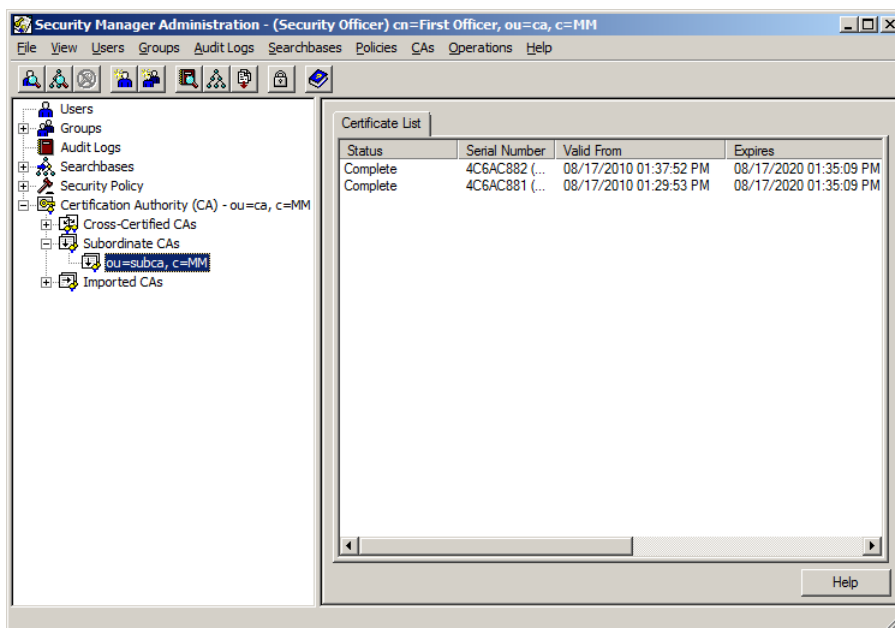 Security Manager Administration - (Security Officer) cn=First Officer, ou=ca, c=MM
File View Users Groups Audit Logs Searchbases Policies CAs Operations Help
Users
Groups
Audit Logs
Searchbases
Security Policy
Certification Authority (CA) - ou=ca, c=MM
Cross-Certified CAs
Subordinate CAs
ou=subca, c=MM
Imported CAs
Certificate List
Status Serial Number Valid From Expires
Complete 4C6AC882 (... 08/17/2010 01:37:52 PM 08/17/2020 01:35:09 PM
Complete 4C6AC881 (... 08/17/2010 01:29:53 PM 08/17/2020 01:35:09 PM
Help